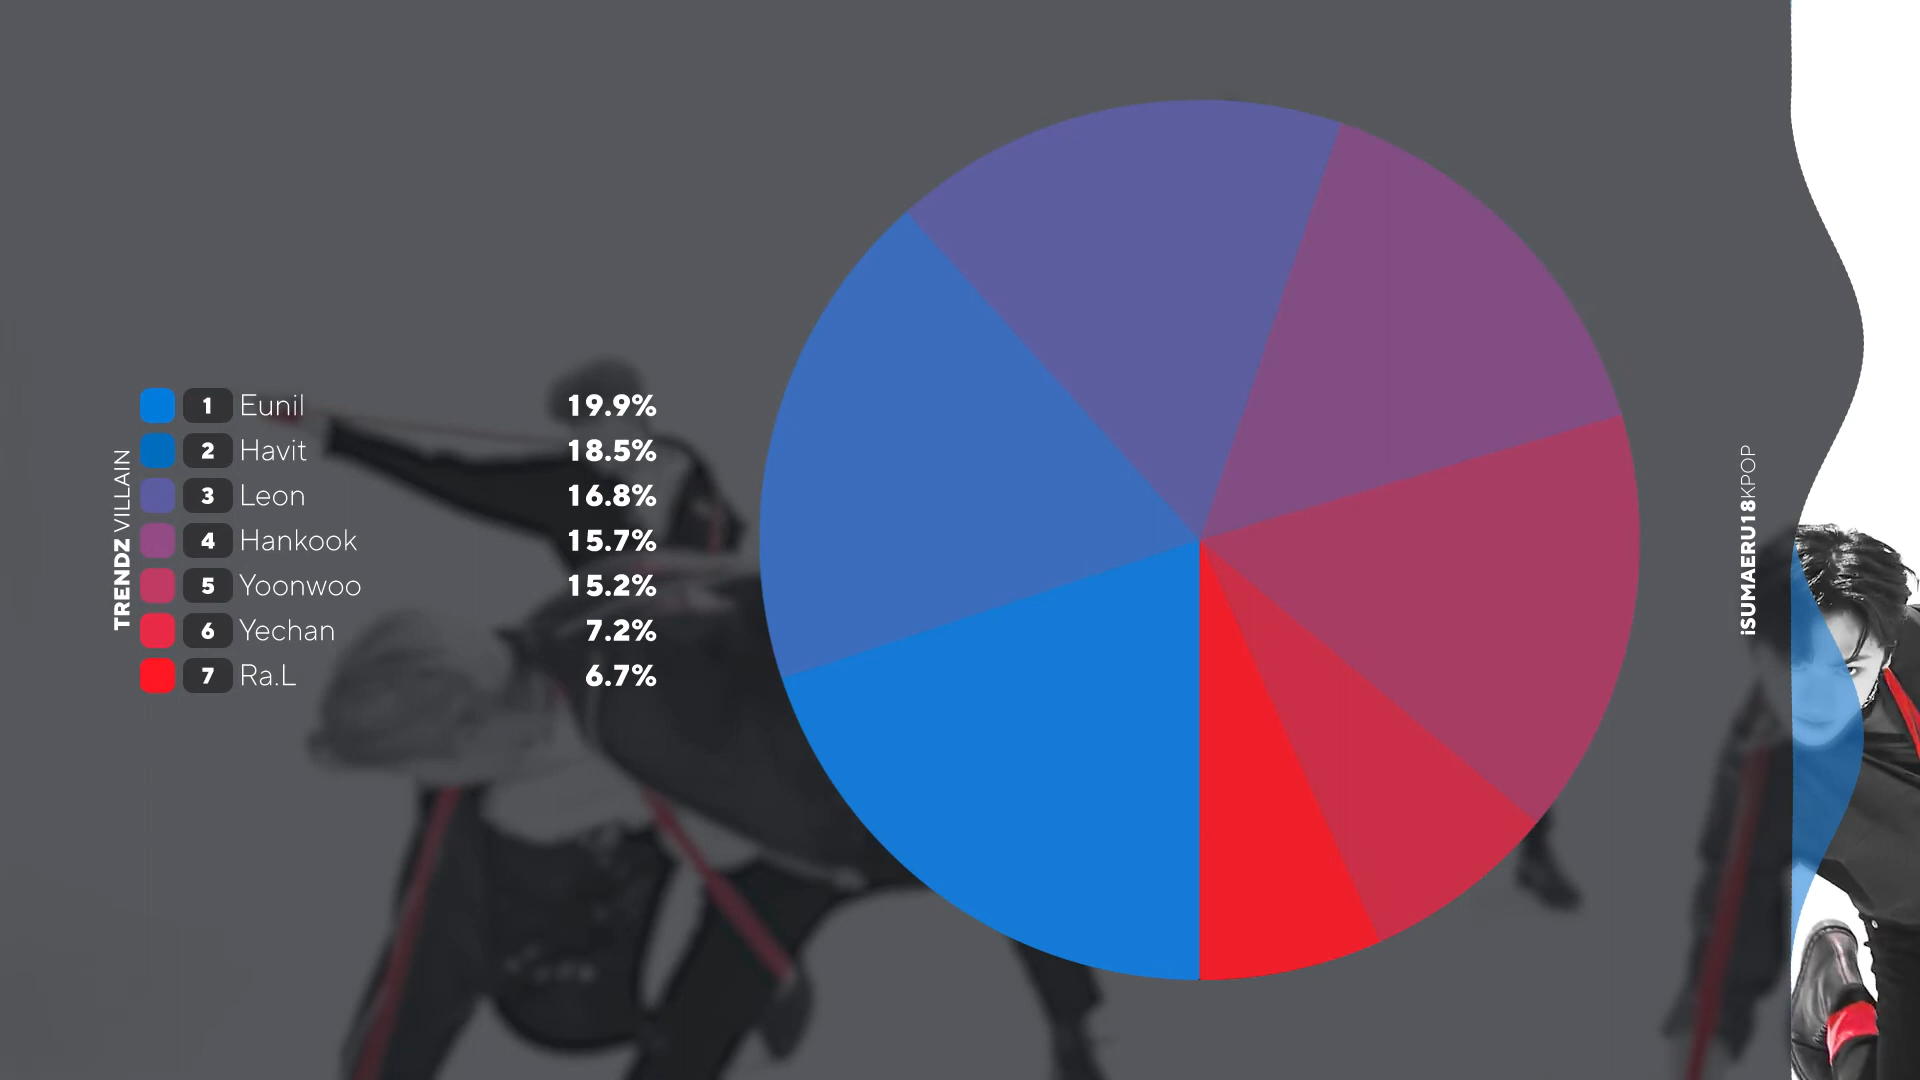 TRENDZ VILLAIN
1 Eunil 19.9%
2 Havit 18.5%
3 Leon 16.8%
4 Hankook 15.7%
5 Yoonwoo 15.2%
6 Yechan 7.2%
7 Ra.L 6.7%
iSUMAERU18KPOP